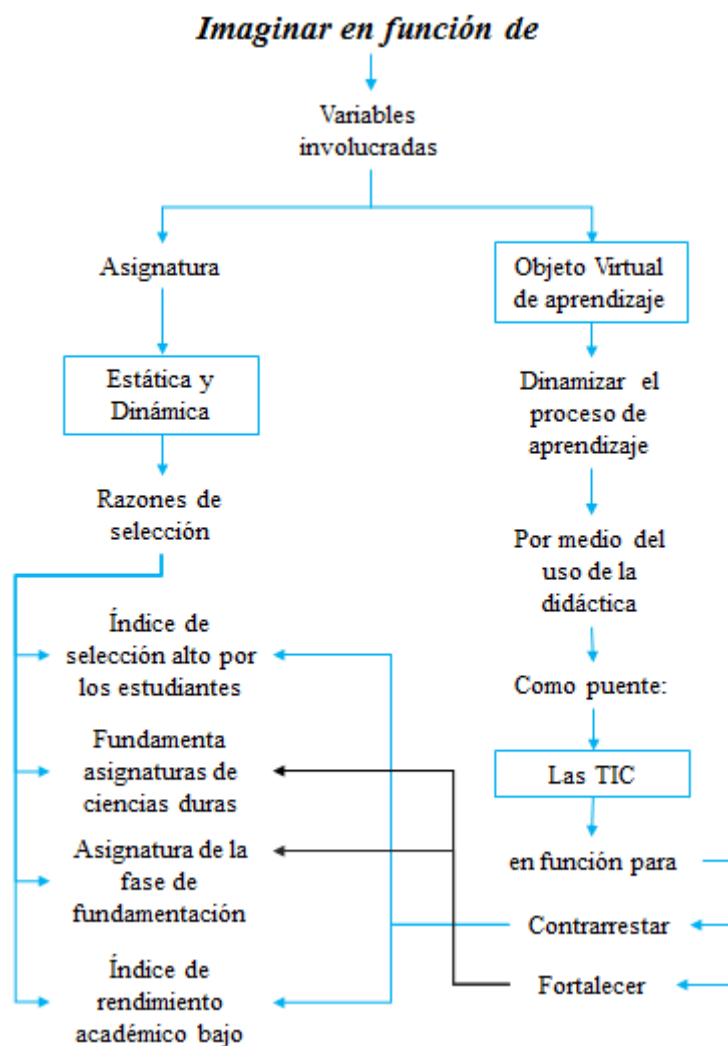 Imaginar en función de
Variables
involucradas
Asignatura
Estática y
Dinámica
Razones de
selección
Índice de
selección alto por
los estudiantes
Fundamenta
asignaturas de
ciencias duras
Asignatura de la
fase de
fundamentación
Índice de
rendimiento
académico bajo
Objeto Virtual
de aprendizaje
Dinamizar el
proceso de
aprendizaje
Por medio del
uso de la
didáctica
Como puente:
Las TIC
en función para
Contrarrestar
Fortalecer